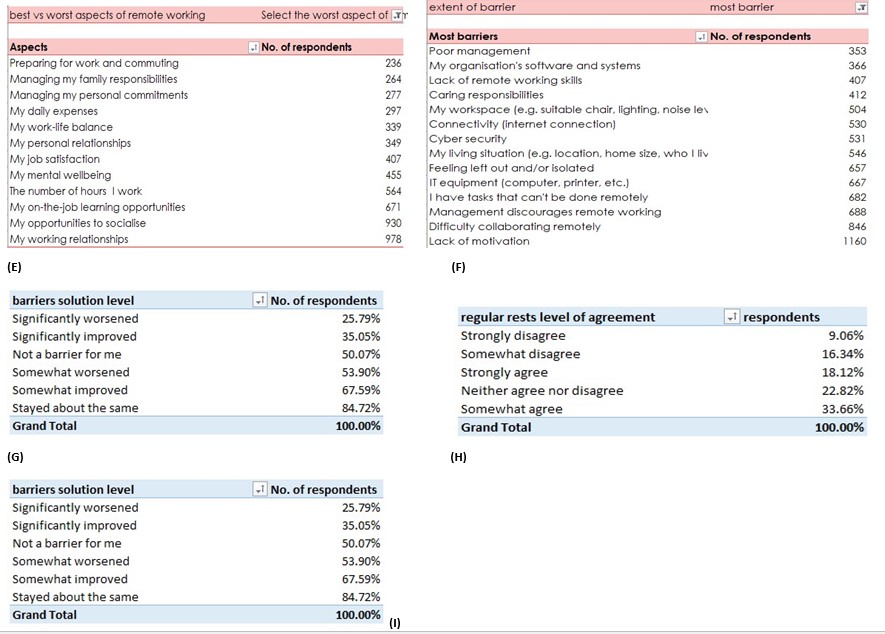 best vs worst aspects of remote working Select the worst aspect of
Aspects No. of respondents
Preparing for work and commuting 236
Managing my family responsibilities 264
Managing my personal commitments 277
My daily expenses 297
My work-life balance 339
My personal relationships 349
My job satisfaction 407
My mental wellbeing 455
The number of hours I work 564
My on-the-job learning opportunities 671
My opportunities to socialise 930
My working relationships 978
(E)
extent of barrier most barrier
Most barriers No. of respondents
Poor management 353
My organisation's software and systems 366
Lack of remote working skills 407
Caring responsibilities 412
My workspace (e.g. suitable chair, lighting, noise lev 504
Connectivity (internet connection) 530
Cyber security 531
My living situation (e.g. location, home size, who I liv 546
Feeling left out and/or isolated 657
IT equipment (computer, printer, etc.) 667
I have tasks that can't be done remotely 682
Management discourages remote working 688
Difficulty collaborating remotely 846
Lack of motivation 1160
(F)
barriers solution level No. of respondents
Significantly worsened 25.79%
Significantly improved 35.05%
Not a barrier for me 50.07%
Somewhat worsened 53.90%
Somewhat improved 67.59%
Stayed about the same 84.72%
Grand Total 100.00%
(G)
regular rests level of agreement respondents
Strongly disagree 9.06%
Somewhat disagree 16.34%
Strongly agree 18.12%
Neither agree nor disagree 22.82%
Somewhat agree 33.66%
Grand Total 100.00%
(H)
barriers solution level No. of respondents
Significantly worsened 25.79%
Significantly improved 35.05%
Not a barrier for me 50.07%
Somewhat worsened 53.90%
Somewhat improved 67.59%
Stayed about the same 84.72%
Grand Total 100.00%
(I)